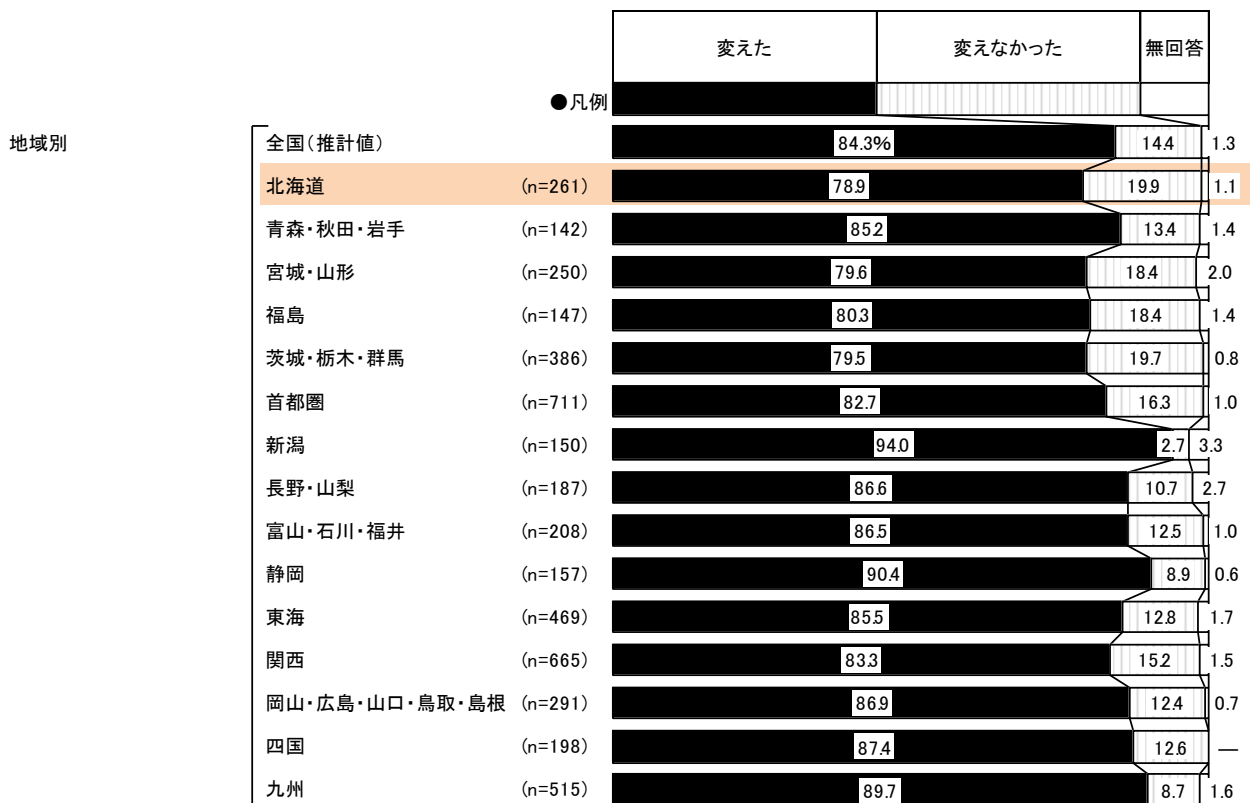 変えた 変えなかった 無回答
●凡例
地域別 全国(推計値) 84.3% 14.4 1.3
北海道 (n=261) 78.9 19.9 1.1
青森・秋田・岩手 (n=142) 85.2 13.4 1.4
宮城・山形 (n=250) 79.6 18.4 2.0
福島 (n=147) 80.3 18.4 1.4
茨城・栃木・群馬 (n=386) 79.5 19.7 0.8
首都圏 (n=711) 82.7 16.3 1.0
新潟 (n=150) 94.0 2.7 3.3
長野・山梨 (n=187) 86.6 10.7 2.7
富山・石川・福井 (n=208) 86.5 12.5 1.0
静岡 (n=157) 90.4 8.9 0.6
東海 (n=469) 85.5 12.8 1.7
関西 (n=665) 83.3 15.2 1.5
岡山・広島・山口・鳥取・島根 (n=291) 86.9 12.4 0.7
四国 (n=198) 87.4 12.6 —
九州 (n=515) 89.7 8.7 1.6